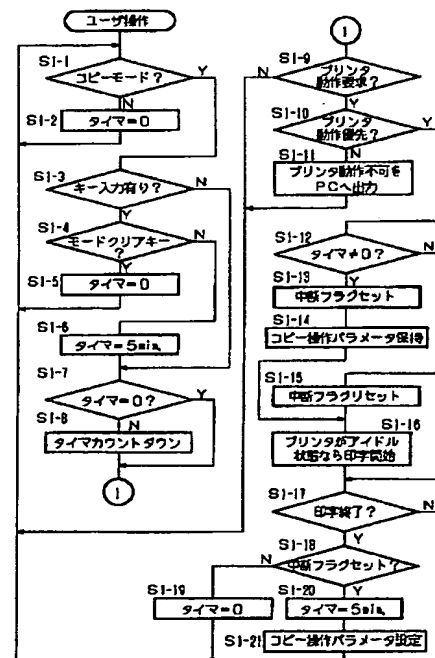 ユーザ操作
S1-1
コピーモード?
Y
N
S1-2
タイマ=0
S1-3
キー入力有り?
N
Y
S1-4
モードクリアキー
?
N
Y
S1-5
タイマ=0
S1-6
タイマ=5min.
S1-7
タイマ=0?
Y
N
S1-8
タイマカウントダウン
1
1
S1-9
N
プリンタ
動作要求?
Y
S1-10
プリンタ
動作優先?
Y
N
S1-11
プリンタ動作不可を
PCへ出力
S1-12
タイマ≠0?
N
Y
S1-13
中断フラグセット
S1-14
コピー操作パラメータ保持
S1-15
中断フラグリセット
S1-16
プリンタがアイドル
状態なら印字開始
S1-17
印字終了?
N
Y
S1-18
N
中断フラグセット?
Y
S1-19
タイマ=0
S1-20
タイマ=5min.
S1-21
コピー操作パラメータ設定